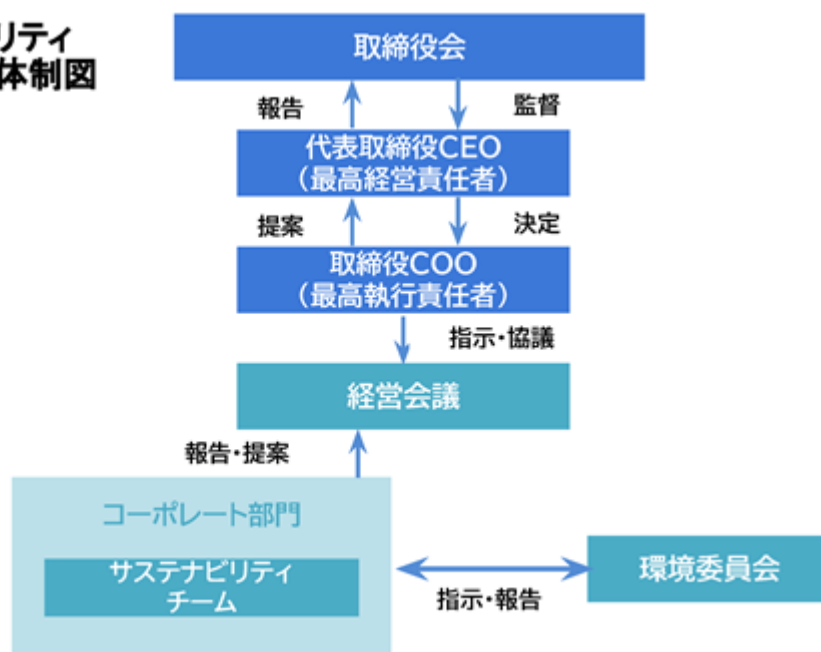 リティ
体制図
取締役会
報告
監督
代表取締役CEO
（最高経営責任者）
提案
決定
取締役COO
（最高執行責任者）
指示・協議
経営会議
報告・提案
コーポレート部門
サステナビリティ
チーム
指示・報告
環境委員会